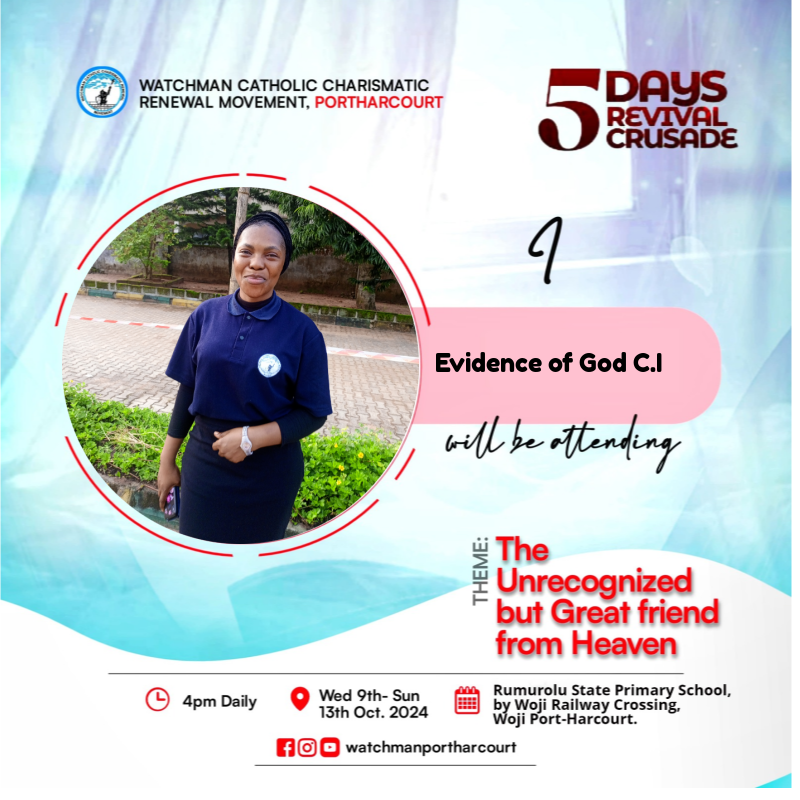 WATCHMAN CATHOLIC CHARISMATIC
RENEWAL MOVEMENT, PORTHARCOURT
5 DAYS
REVIVAL
CRUSADE
I
Evidence of God C.I
will be attending
THEME:
The
Unrecognized
but Great friend
from Heaven
4pm Daily
Wed 9th- Sun
13th Oct. 2024
Rumurolu State Primary School,
by Woji Railway Crossing,
Woji Port-Harcourt.
watchmanportharcourt